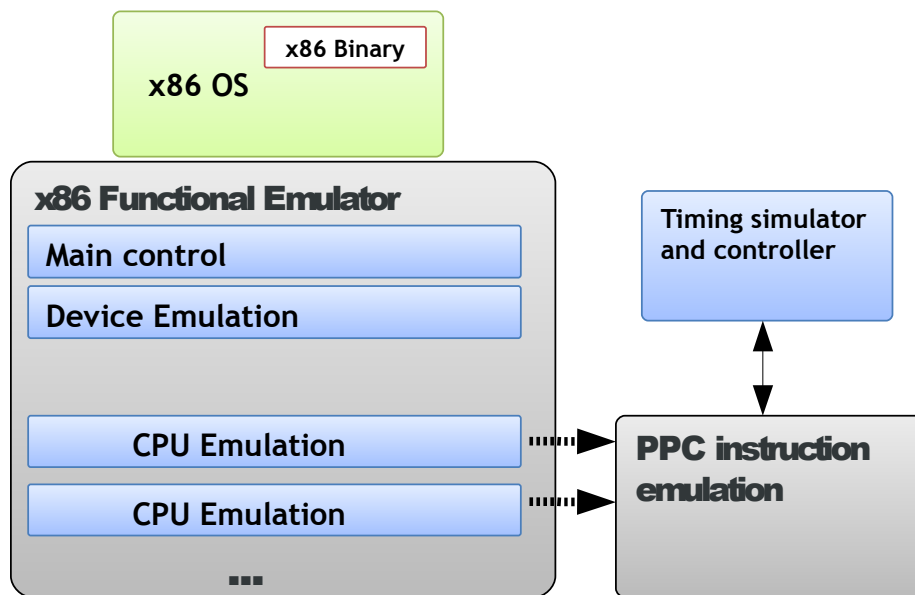 x86 Binary
x86 OS
x86 Functional Emulator
Main control
Device Emulation
CPU Emulation
CPU Emulation
...
Timing simulator
and controller
PPC instruction
emulation